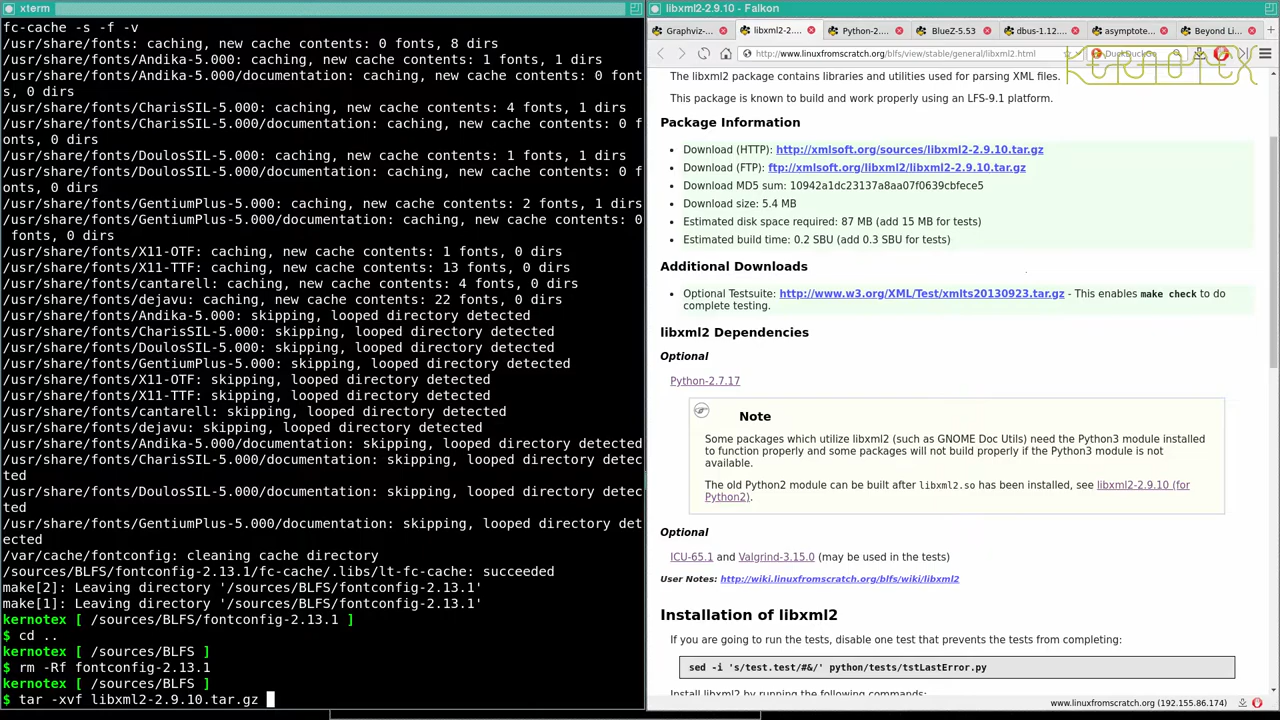 xterm
fc-cache -s -f -v
/usr/share/fonts: caching, new cache contents: 0 fonts, 8 dirs
/usr/share/fonts/Andika-5.000: caching, new cache contents: 1 fonts, 1 dirs
/usr/share/fonts/Andika-5.000/documentation: caching, new cache contents: 0 font
s, 0 dirs
/usr/share/fonts/CharisSIL-5.000: caching, new cache contents: 4 fonts, 1 dirs
/usr/share/fonts/CharisSIL-5.000/documentation: caching, new cache contents: 0 f
onts, 0 dirs
/usr/share/fonts/DoulosSIL-5.000: caching, new cache contents: 1 fonts, 1 dirs
/usr/share/fonts/DoulosSIL-5.000/documentation: caching, new cache contents: 0 f
onts, 0 dirs
/usr/share/fonts/GentiumPlus-5.000: caching, new cache contents: 2 fonts, 1 dirs
/usr/share/fonts/GentiumPlus-5.000/documentation: caching, new cache contents: 0
 fonts, 0 dirs
/usr/share/fonts/X11-OTF: caching, new cache contents: 1 fonts, 0 dirs
/usr/share/fonts/X11-TTF: caching, new cache contents: 13 fonts, 0 dirs
/usr/share/fonts/cantarell: caching, new cache contents: 4 fonts, 0 dirs
/usr/share/fonts/dejavu: caching, new cache contents: 22 fonts, 0 dirs
/usr/share/fonts/Andika-5.000: skipping, looped directory detected
/usr/share/fonts/CharisSIL-5.000: skipping, looped directory detected
/usr/share/fonts/DoulosSIL-5.000: skipping, looped directory detected
/usr/share/fonts/GentiumPlus-5.000: skipping, looped directory detected
/usr/share/fonts/X11-OTF: skipping, looped directory detected
/usr/share/fonts/X11-TTF: skipping, looped directory detected
/usr/share/fonts/cantarell: skipping, looped directory detected
/usr/share/fonts/dejavu: skipping, looped directory detected
/usr/share/fonts/Andika-5.000/documentation: skipping, looped directory detected
/usr/share/fonts/CharisSIL-5.000/documentation: skipping, looped directory detec
ted
/usr/share/fonts/DoulosSIL-5.000/documentation: skipping, looped directory detec
ted
/usr/share/fonts/GentiumPlus-5.000/documentation: skipping, looped directory det
ected
/var/cache/fontconfig: cleaning cache directory
/sources/BLFS/fontconfig-2.13.1/fc-cache/.libs/lt-fc-cache: succeeded
make[2]: Leaving directory '/sources/BLFS/fontconfig-2.13.1'
make[1]: Leaving directory '/sources/BLFS/fontconfig-2.13.1'
kernotex [ /sources/BLFS/fontconfig-2.13.1 ]
$ cd ..
kernotex [ /sources/BLFS ]
$ rm -Rf fontconfig-2.13.1
kernotex [ /sources/BLFS ]
$ tar -xvf libxml2-2.9.10.tar.gz
libxml2-2.9.10 - Falkon
Graphviz-... libxml2-2.... Python-2.... BlueZ-5.53 dbus-1.12.... asymptote... Beyond Li...
http://www.linuxfromscratch.org/blfs/view/stable/general/libxml2.html DuckDuckGo
KERNOTEX
The libxml2 package contains libraries and utilities used for parsing XML files.
This package is known to build and work properly using an LFS-9.1 platform.
Package Information
• Download (HTTP): http://xmlsoft.org/sources/libxml2-2.9.10.tar.gz
• Download (FTP): ftp://xmlsoft.org/libxml2/libxml2-2.9.10.tar.gz
• Download MD5 sum: 10942a1dc23137a8aa07f0639cbfece5
• Download size: 5.4 MB
• Estimated disk space required: 87 MB (add 15 MB for tests)
• Estimated build time: 0.2 SBU (add 0.3 SBU for tests)
Additional Downloads
• Optional Testsuite: http://www.w3.org/XML/Test/xmlts20130923.tar.gz - This enables make check to do
complete testing.
libxml2 Dependencies
Optional
Python-2.7.17
Note
Some packages which utilize libxml2 (such as GNOME Doc Utils) need the Python3 module installed
to function properly and some packages will not build properly if the Python3 module is not
available.
The old Python2 module can be built after libxml2.so has been installed, see libxml2-2.9.10 (for
Python2).
Optional
ICU-65.1 and Valgrind-3.15.0 (may be used in the tests)
User Notes: http://wiki.linuxfromscratch.org/blfs/wiki/libxml2
Installation of libxml2
If you are going to run the tests, disable one test that prevents the tests from completing:
sed -i 's/test.test/#&/' python/tests/tstLastError.py
Install libxml2 by running the following commands:
www.linuxfromscratch.org (192.155.86.174)